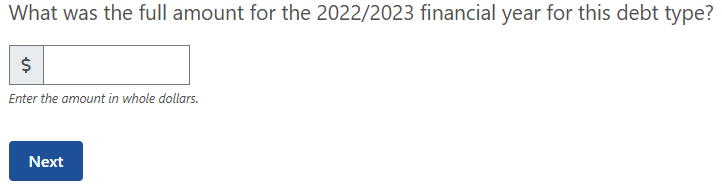 What was the full amount for the 2022/2023 financial year for this debt type?
$
Enter the amount in whole dollars.
Next